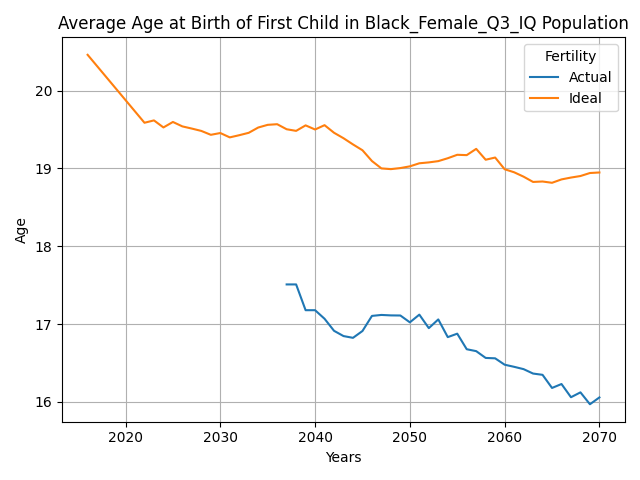 Average Age at Birth of First Child in Black_Female_Q3_IQ Population
Fertility
Actual
Ideal
20
19
18
17
16
Age
2020
2030
2040
2050
2060
2070
Years